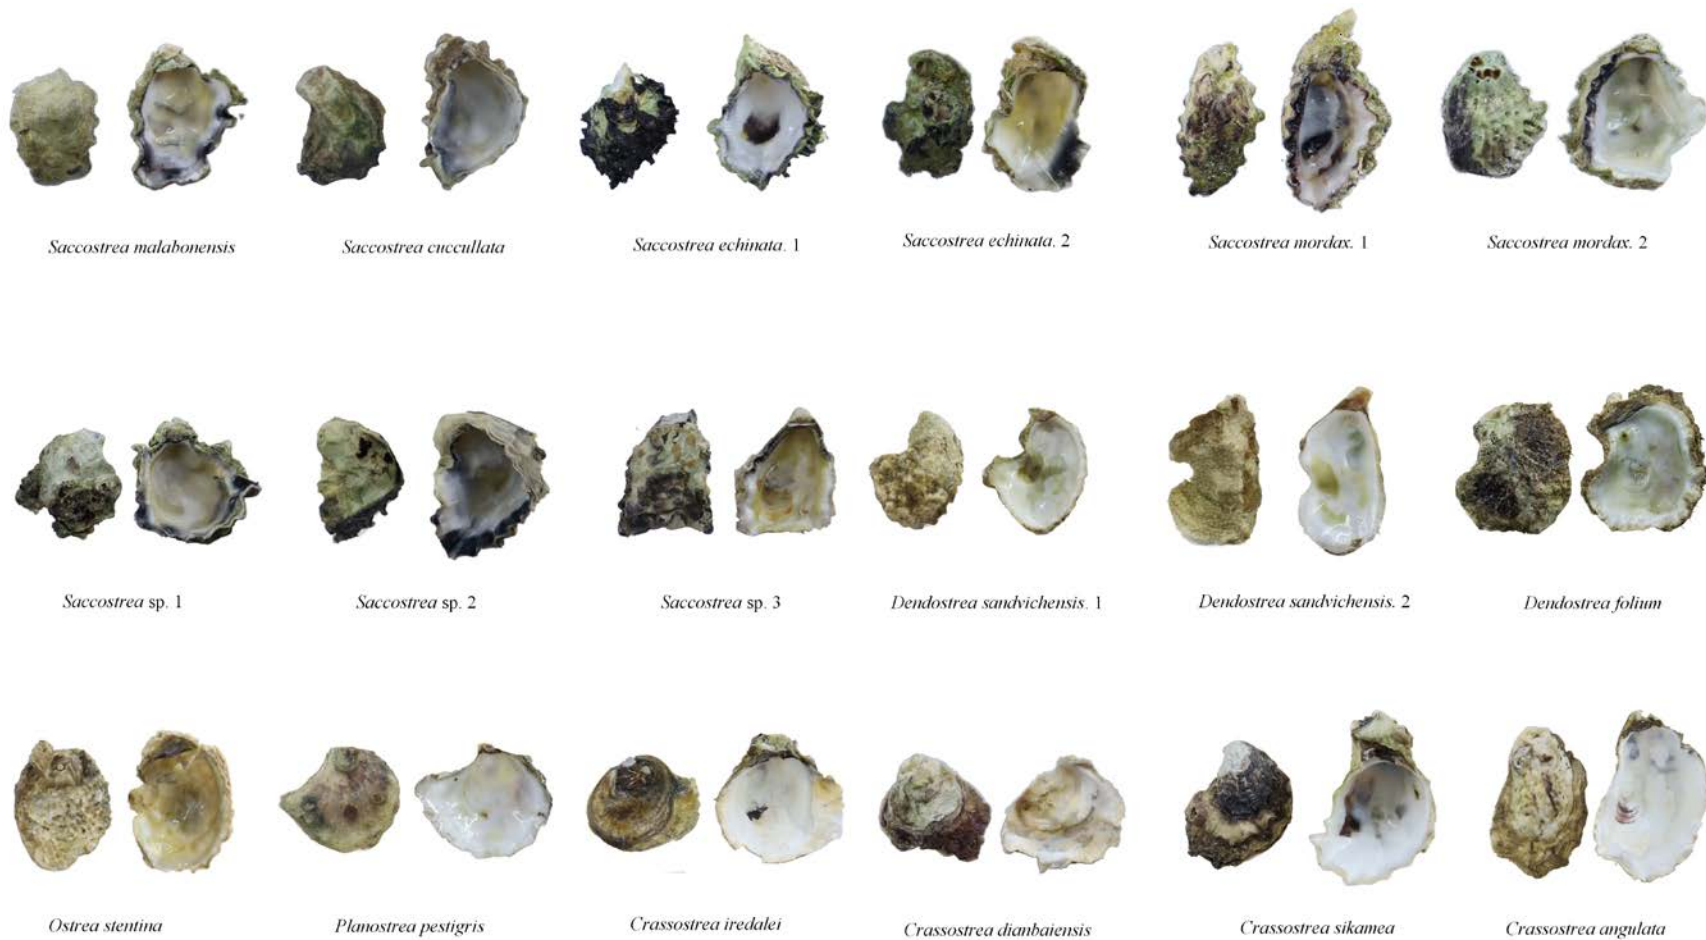 Saccostrea malabonensis
Saccostrea cuccullata
Saccostrea echinata. 1
Saccostrea echinata. 2
Saccostrea mordax. 1
Saccostrea mordax. 2
Saccostrea sp. 1
Saccostrea sp. 2
Saccostrea sp. 3
Dendostrea sandvichensis. 1
Dendostrea sandvichensis. 2
Dendostrea folium
Ostrea stentina
Planostrea pestigris
Crassostrea iredalei
Crassostrea dianbaiensis
Crassostrea sikamea
Crassostrea angulata